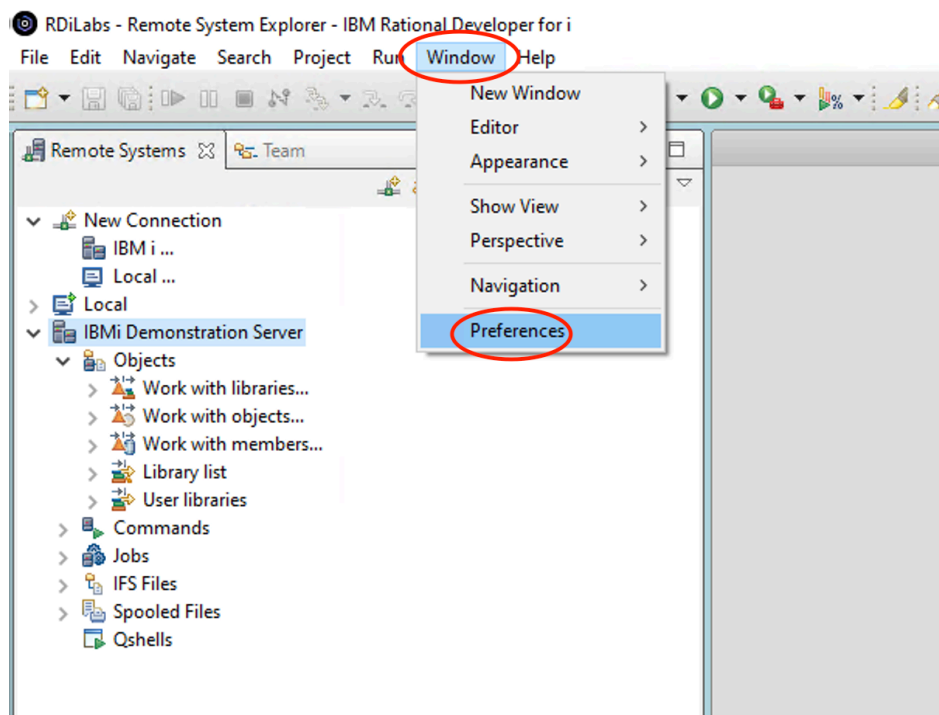 RDiLabs - Remote System Explorer - IBM Rational Developer for i
File Edit Navigate Search Project Run Window Help
New Window
Editor
Appearance
Show View
Perspective
Navigation
Preferences
Remote Systems Team
New Connection
IBM i ...
Local ...
Local
IBMi Demonstration Server
Objects
Work with libraries...
Work with objects...
Work with members...
Library list
User libraries
Commands
Jobs
IFS Files
Spooled Files
Qshells